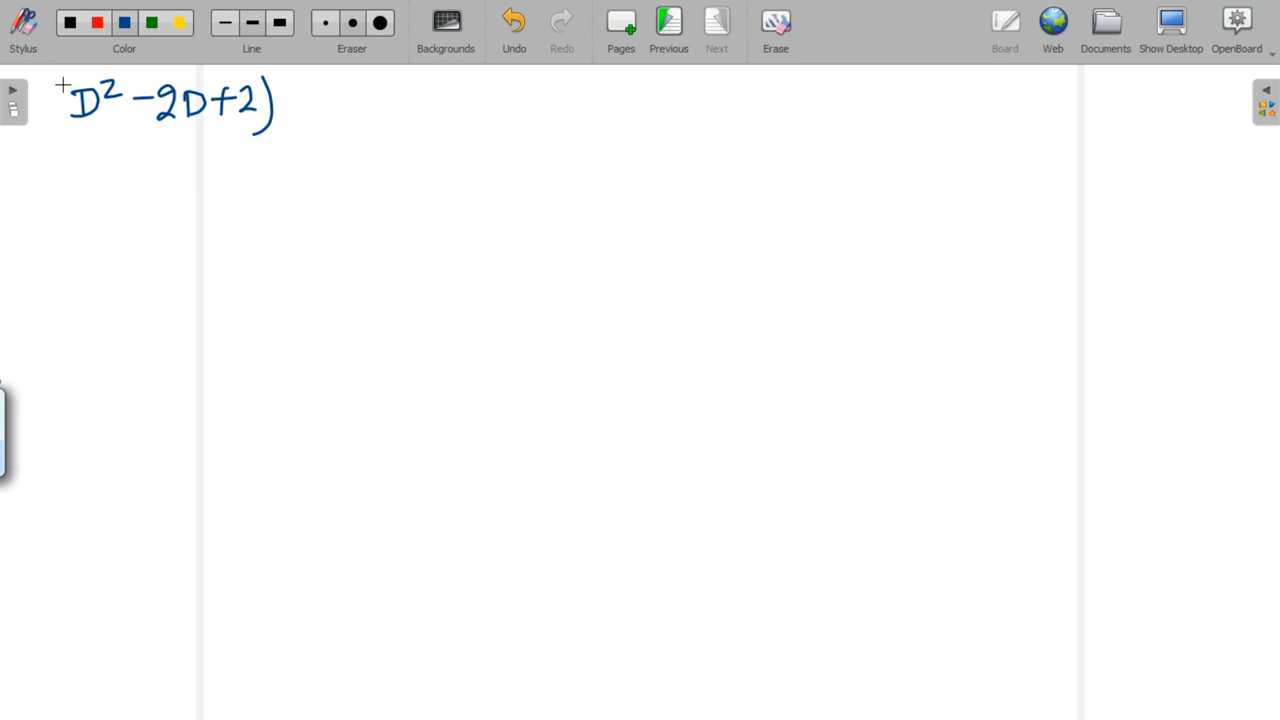 Stylus
Color
Line
Eraser
Backgrounds
Undo
Redo
Pages
Previous
Next
Erase
Board
Web
Documents
Show Desktop
OpenBoard
D² -2D+2)